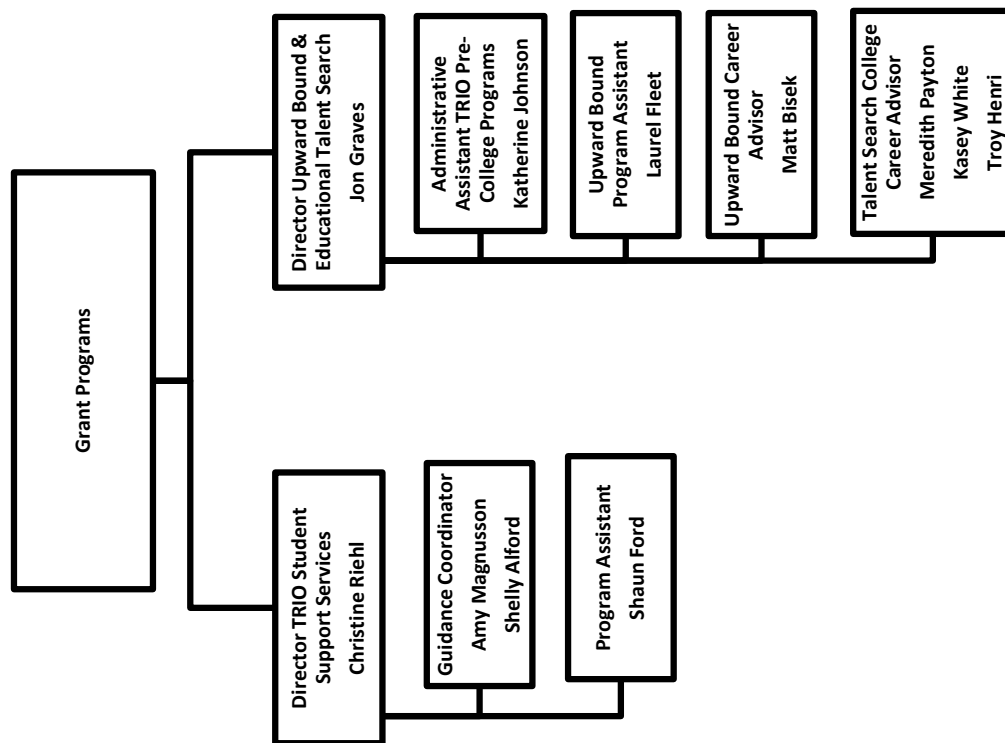 Grant Programs
Director TRIO Student
Support Services
Christine Riehl
Guidance Coordinator
Amy Magnusson
Shelly Alford
Program Assistant
Shaun Ford
Director Upward Bound &
Educational Talent Search
Jon Graves
Administrative
Assistant TRIO Pre-
College Programs
Katherine Johnson
Upward Bound
Program Assistant
Laurel Fleet
Upward Bound Career
Advisor
Matt Bisek
Talent Search College
Career Advisor
Meredith Payton
Kasey White
Troy Henri